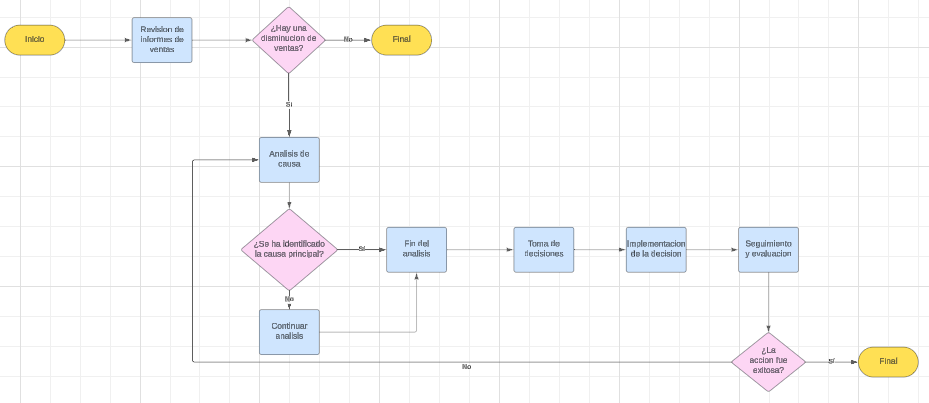 Inicio
Revision de
informes de
ventas
¿Hay una
disminucion de
ventas?
No
Final
Si
Analisis de
causa
¿Se ha identificado
la causa principal?
Si
Fin del
analisis
Toma de
decisiones
Implementacion
de la decision
Seguimiento
y evaluacion
No
Continuar
analisis
¿La
accion fue
exitosa?
Si
Final
No